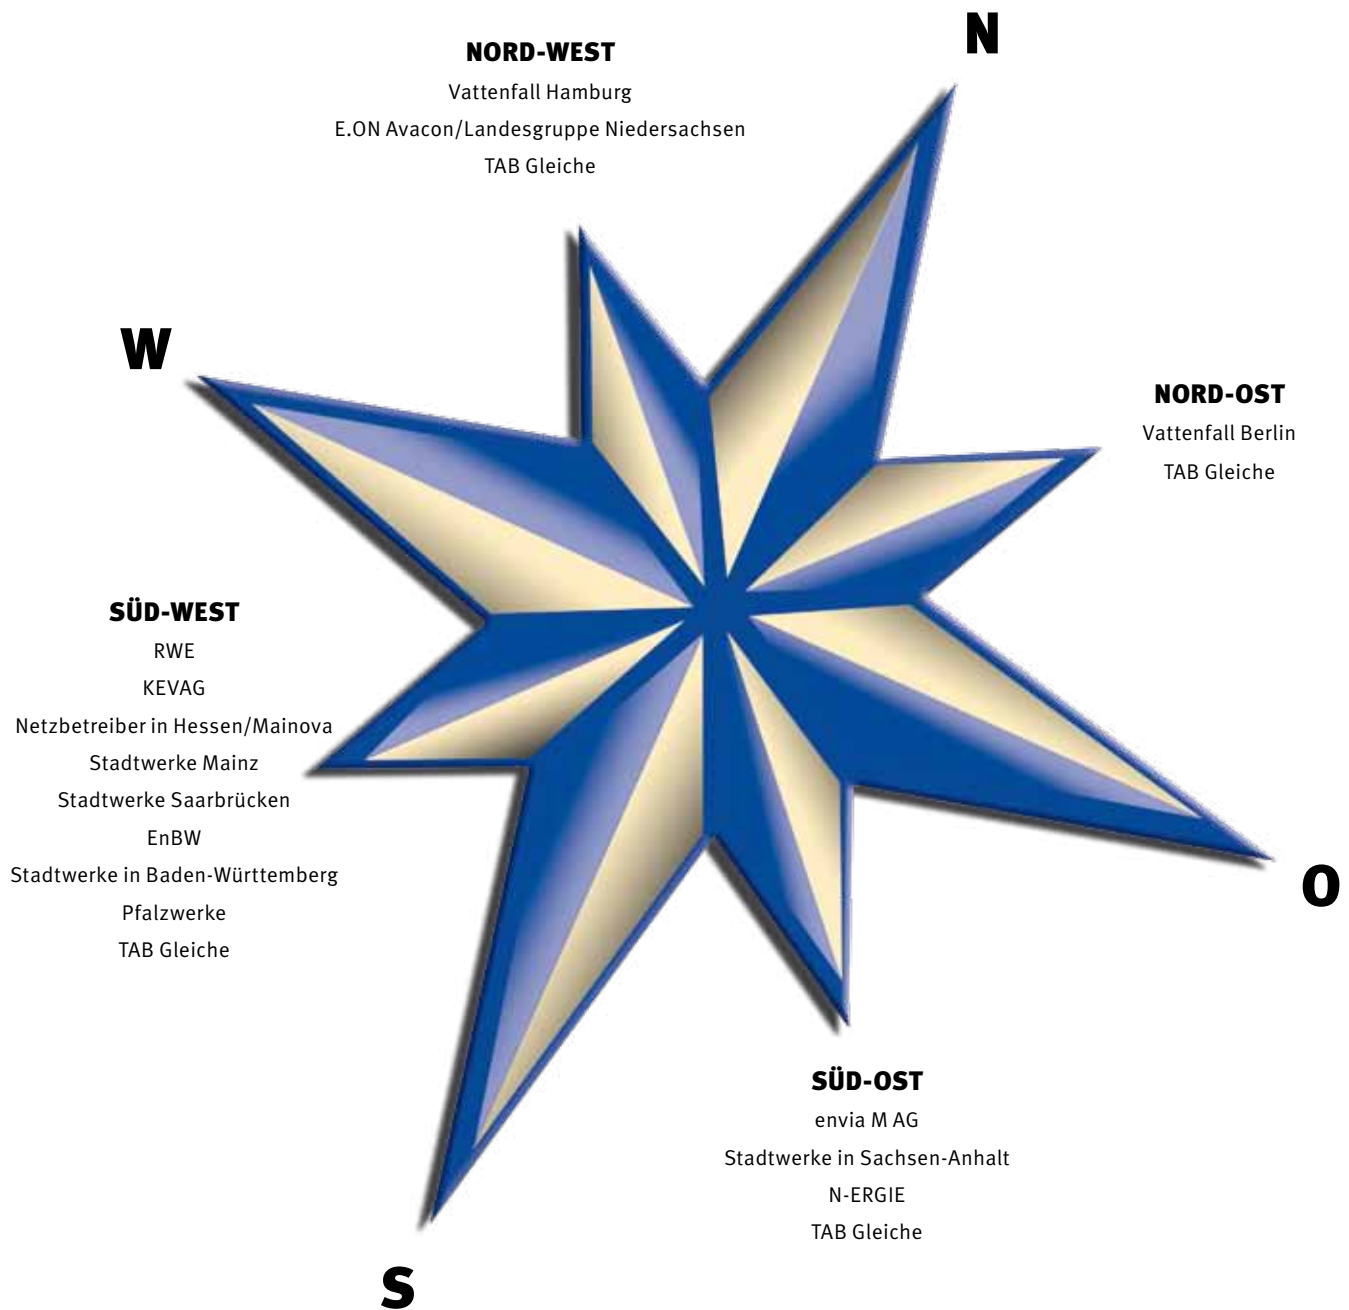 N
NORD-WEST
Vattenfall Hamburg
E.ON Avacon/Landesgruppe Niedersachsen
TAB Gleiche
W
NORD-OST
Vattenfall Berlin
TAB Gleiche
SÜD-WEST
RWE
KEVAG
Netzbetreiber in Hessen/Mainova
Stadtwerke Mainz
Stadtwerke Saarbrücken
EnBW
Stadtwerke in Baden-Württemberg
Pfalzwerke
TAB Gleiche
O
SÜD-OST
envia M AG
Stadtwerke in Sachsen-Anhalt
N-ERGIE
TAB Gleiche
S